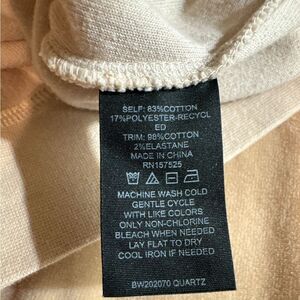 SELF: 83%COTTON
17%POLYESTER-RECYCL
ED
TRIM: 98%COTTON
2%ELASTANE
MADE IN CHINA
RN157525
MACHINE WASH COLD
GENTLE CYCLE
WITH LIKE COLORS
ONLY NON-CHLORINE
BLEACH WHEN NEEDED
LAY FLAT TO DRY
COOL IRON IF NEEDED
BW202070 QUARTZ